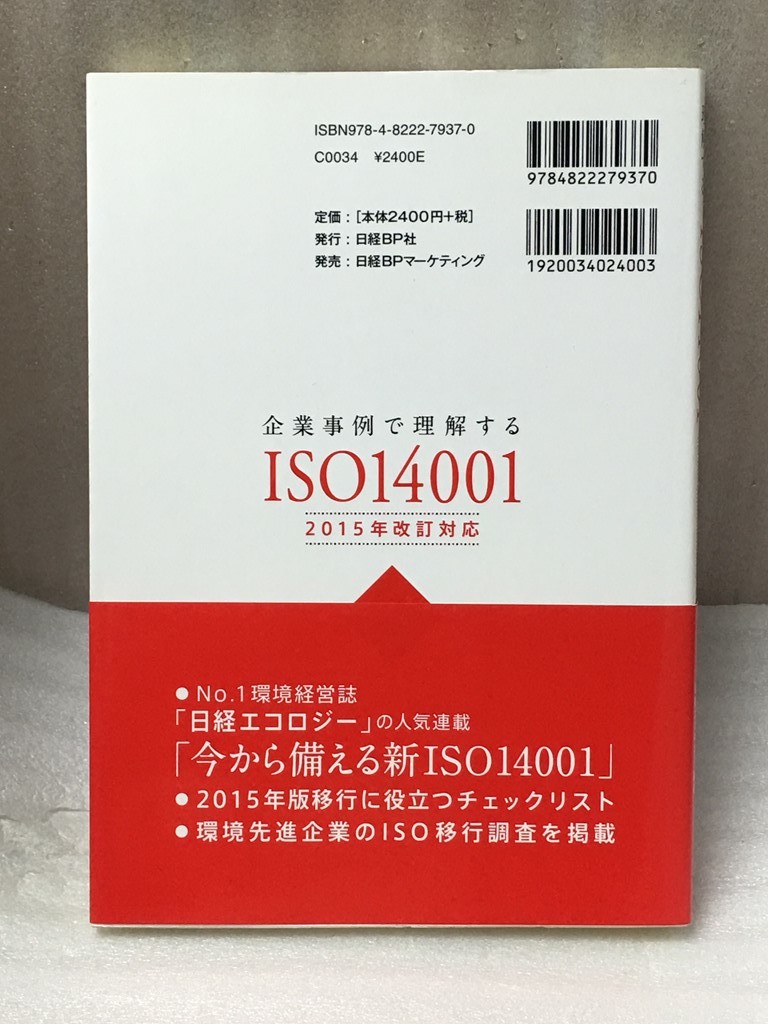 ISBN978-4-8222-7937-0
C0034 ¥2400E
9784822279370
定価：[本体2400円+税]
発行：日経BP社
発売：日経BPマーケティング
1920034024003
企業事例で理解する
ISO14001
2015年改訂対応
●No.1環境経営誌
「日経エコロジー」の人気連載
「今から備える新ISO14001」
●2015年版移行に役立つチェックリスト
●環境先進企業のISO移行調査を掲載